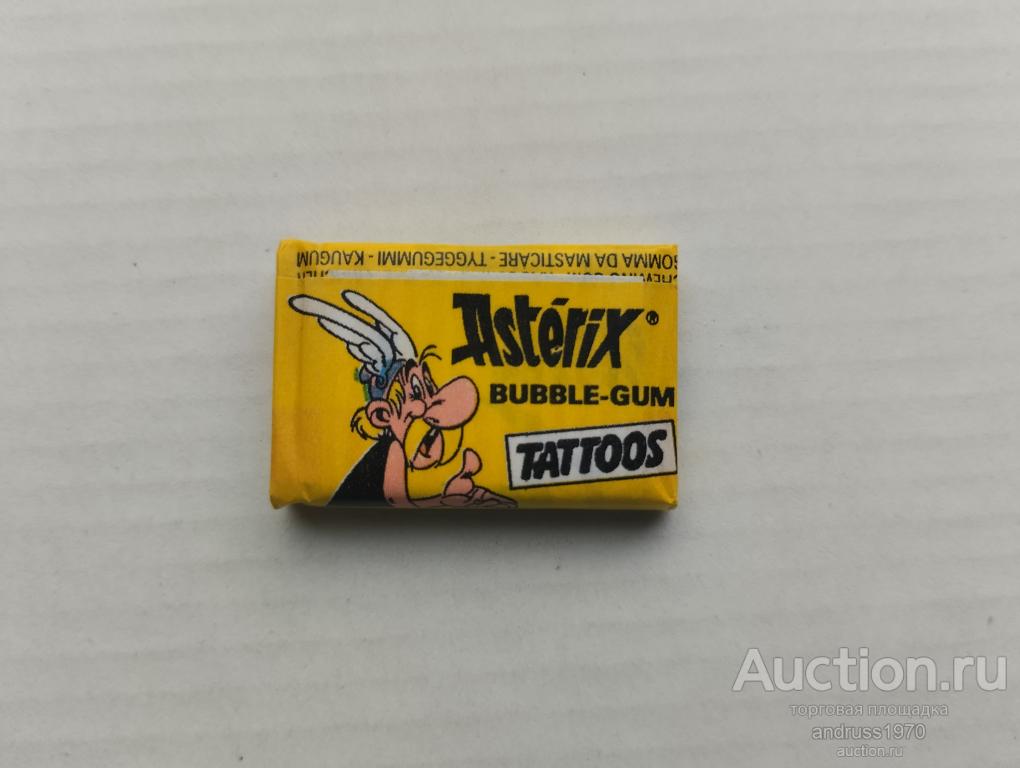 GOMMA DA MASTICARE - TYGGEGUMMI - KAUGUM
Astérix®
BUBBLE-GUM
TATTOOS
Auction.ru
торговая площадка
andruss1970
auction.ru